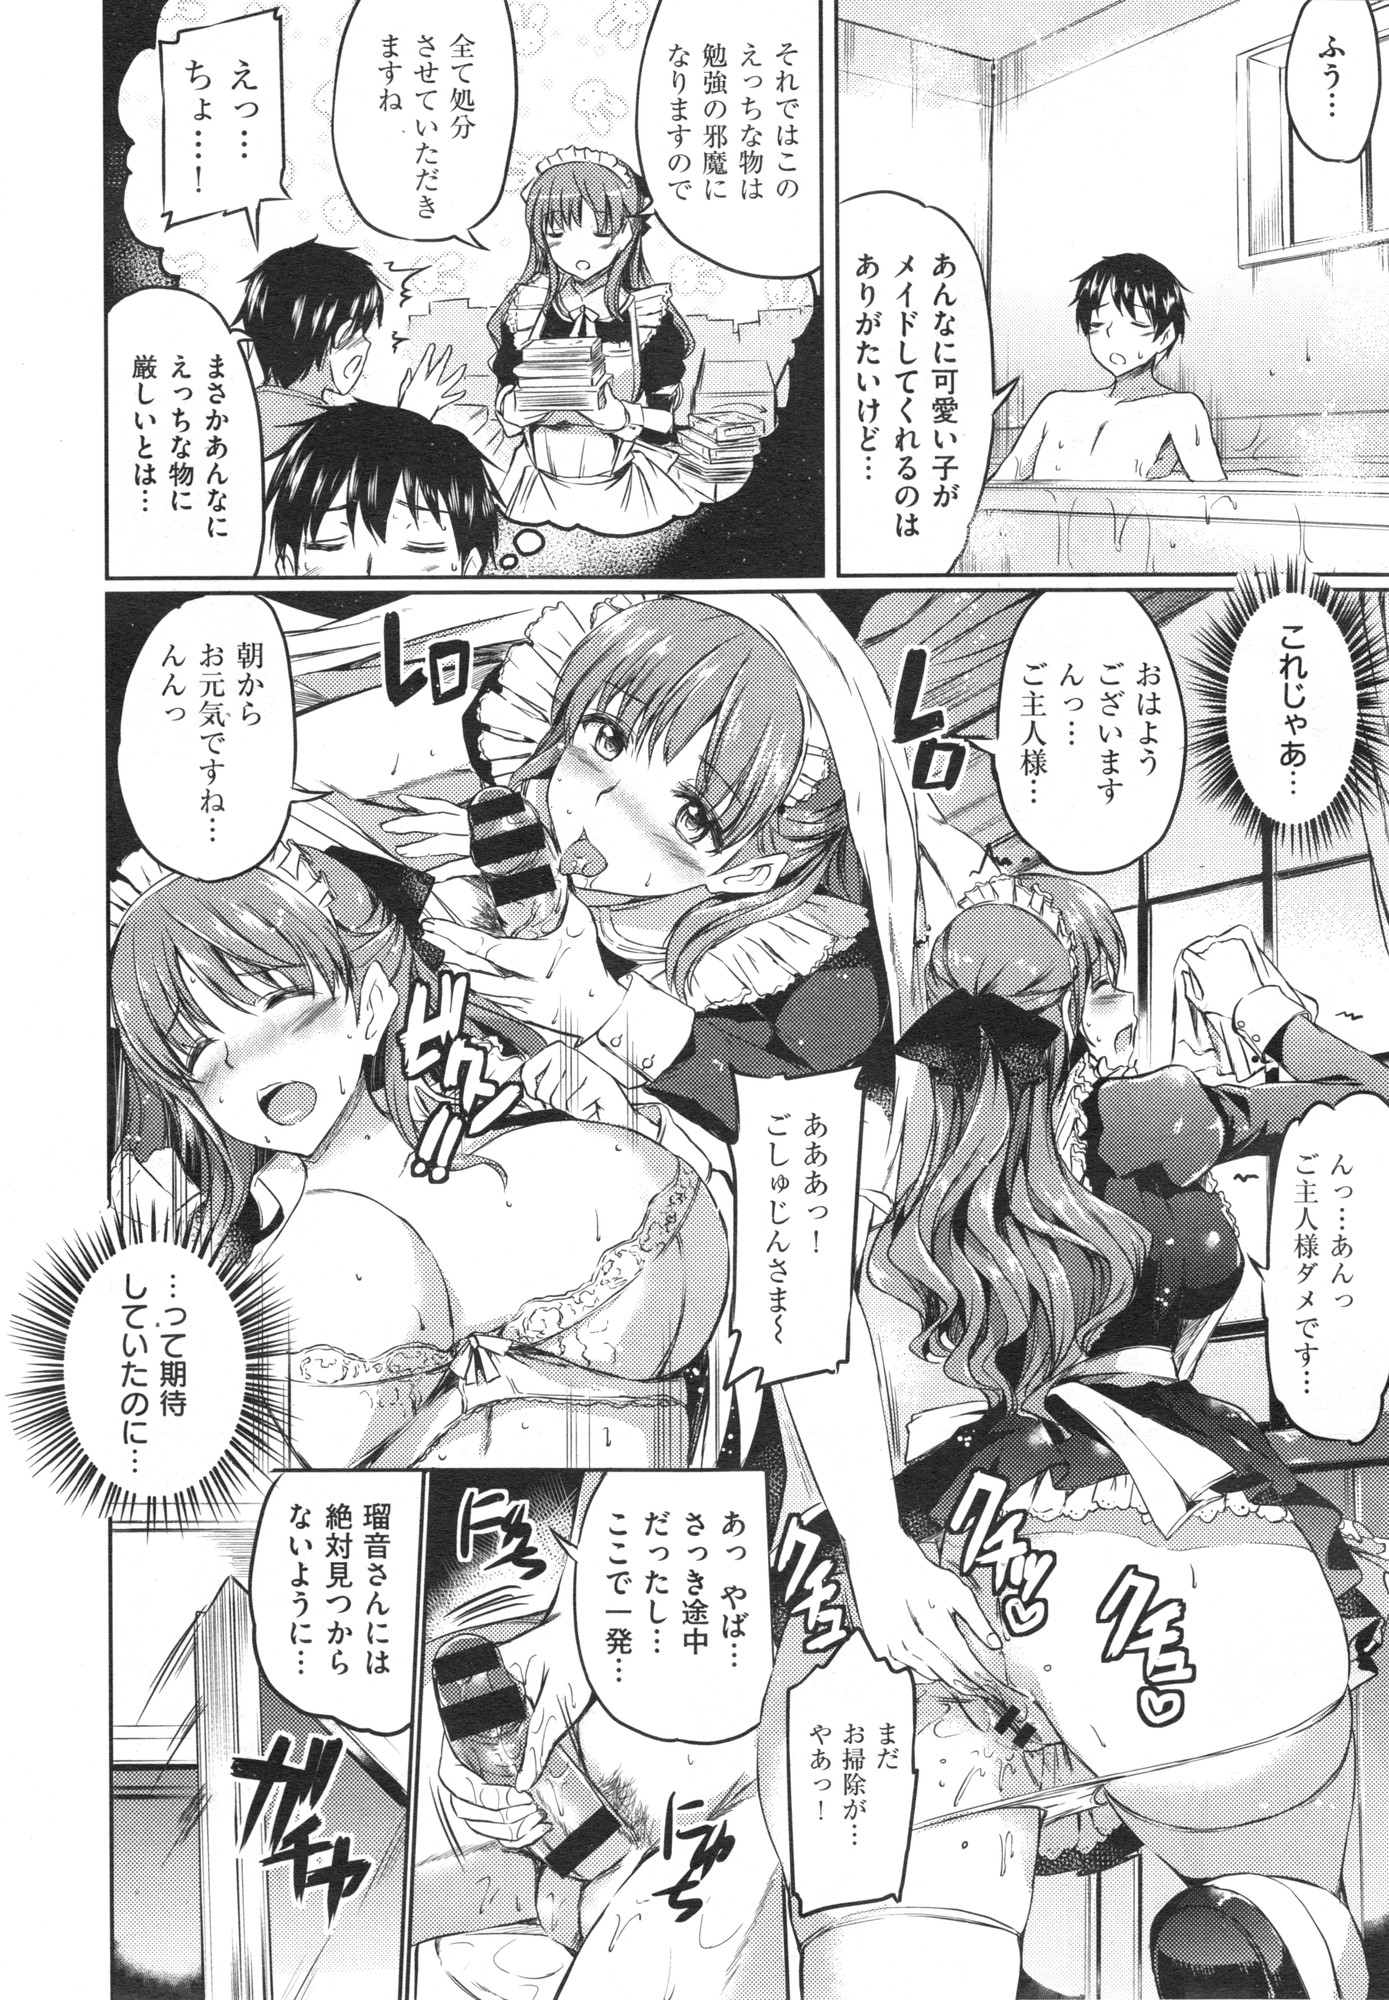 ふぅ…
あんなに可愛い子が
メイドしてくれるのは
ありがたいけど…
それではこの
えっちな物は
勉強の邪魔に
なりますので
全て処分
させていただき
ますね
えっ…
ちょ…！
まさかあんなに
えっちな物に
厳しいとは…
これじゃあ…
おはよう
ございます
んっ…
ご主人様…
レロ
レロ
朝から
お元気ですね…
んんっ
んっ…あんっ
ご主人様ダメです…
クチッ♡
クチュ♡
クチュ
まだ
お掃除が…
やあっ！
あああっ！
ごしゅじんさま～
ビクン!!
…って期待
していたのに…
あっ やば…
さっき途中
だったし…
ここで一発…
にちゅ
にちゅ
瑠音さんには
絶対見つから
ないように…
ガチャ